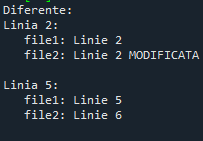 Diferente:
Linia 2:
file1: Linie 2
file2: Linie 2 MODIFICATA
Linia 5:
file1: Linie 5
file2: Linie 6